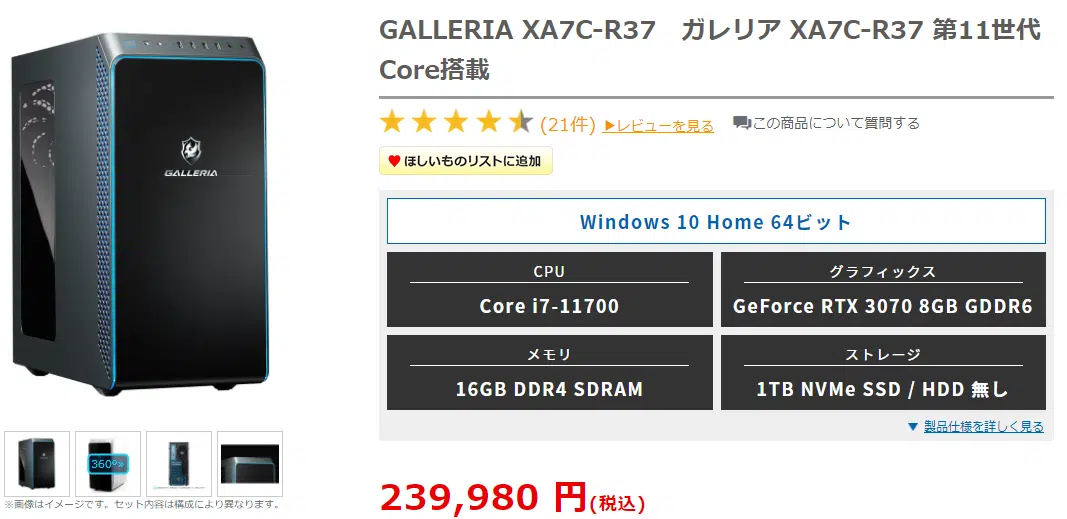 GALLERIA XA7C-R37　ガレリア XA7C-R37 第11世代
Core搭載
(21件) ▶レビューを見る この商品について質問する
♥ほしいものリストに追加
Windows 10 Home 64ビット
CPU
Core i7-11700
グラフィックス
GeForce RTX 3070 8GB GDDR6
メモリ
16GB DDR4 SDRAM
ストレージ
1TB NVMe SSD / HDD 無し
▼ 製品仕様を詳しく見る
239,980 円(税込)
GALLERIA
360°»
※画像はイメージです。セット内容は構成により異なります。